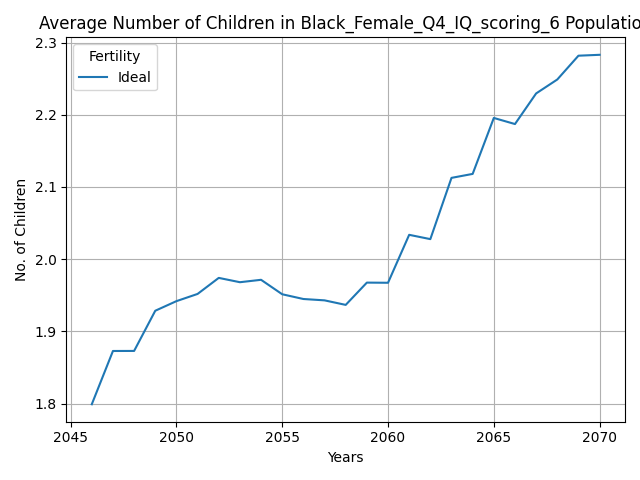 Average Number of Children in Black_Female_Q4_IQ_scoring_6 Populatio
2.3
2.2
2.1
2.0
1.9
1.8
No. of Children
Fertility
Ideal
2045 2050 2055 2060 2065 2070
Years